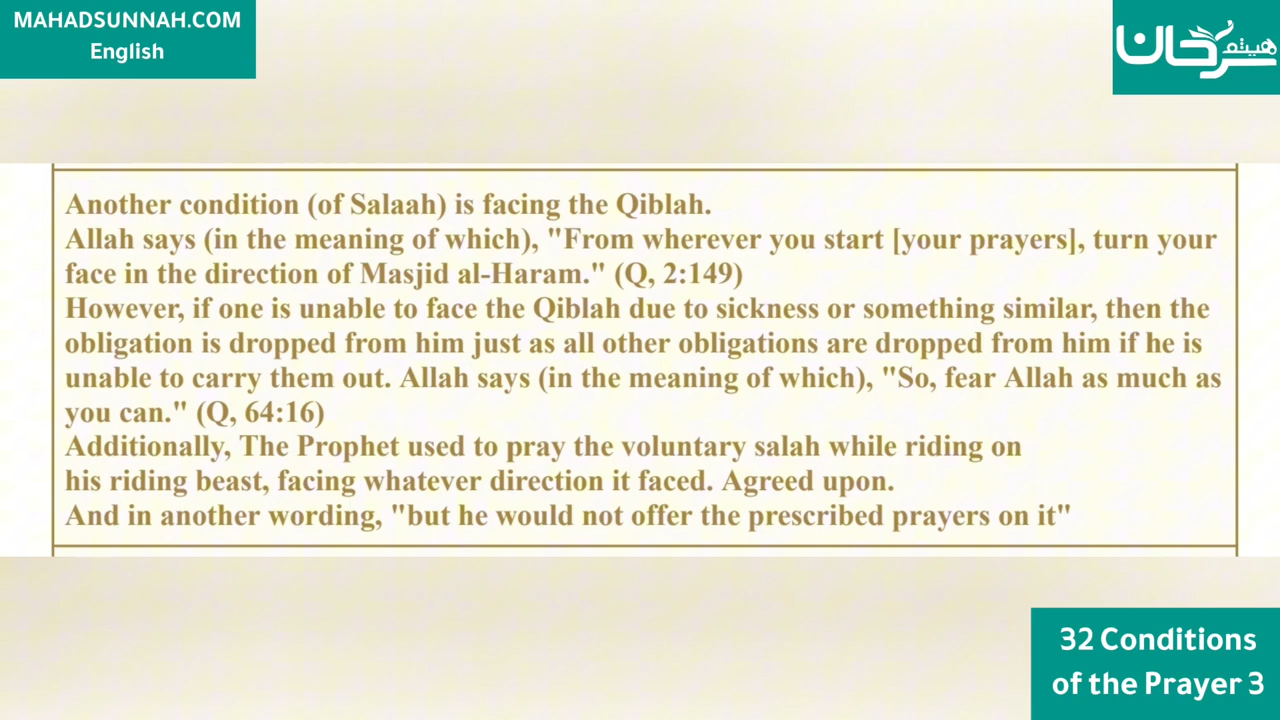 MAHADSUNNAH.COM
English
هيثم
سرحان
Another condition (of Salaah) is facing the Qiblah.
Allah says (in the meaning of which), "From wherever you start [your prayers], turn your
face in the direction of Masjid al-Haram." (Q, 2:149)
However, if one is unable to face the Qiblah due to sickness or something similar, then the
obligation is dropped from him just as all other obligations are dropped from him if he is
unable to carry them out. Allah says (in the meaning of which), "So, fear Allah as much as
you can." (Q, 64:16)
Additionally, The Prophet used to pray the voluntary salah while riding on
his riding beast, facing whatever direction it faced. Agreed upon.
And in another wording, "but he would not offer the prescribed prayers on it"
32 Conditions
of the Prayer 3